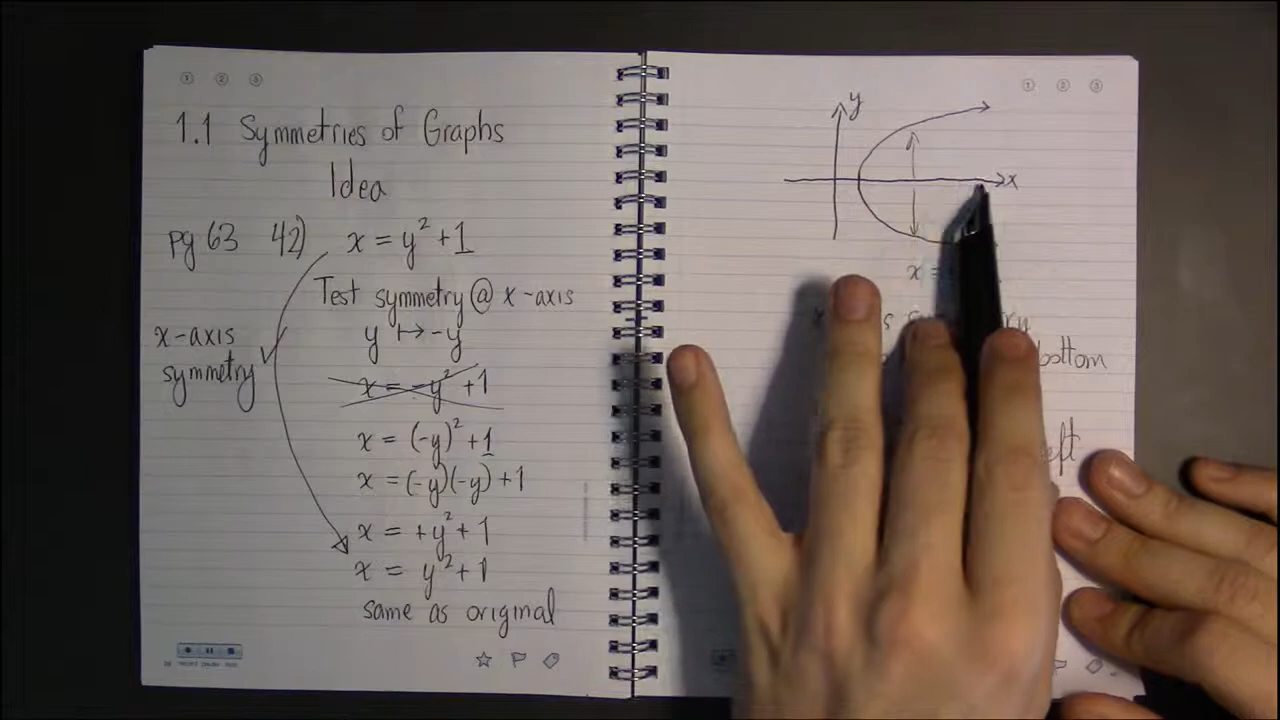 1.1 Symmetries of Graphs
Idea
pg 63 42) x = y² + 1
Test symmetry @ x-axis
y ↦ -y
x-axis
symmetry
x = -y² + 1
x = (-y)² + 1
x = (-y)(-y) + 1
x = +y² + 1
x = y² + 1
same as original
y
x
x =
bottom